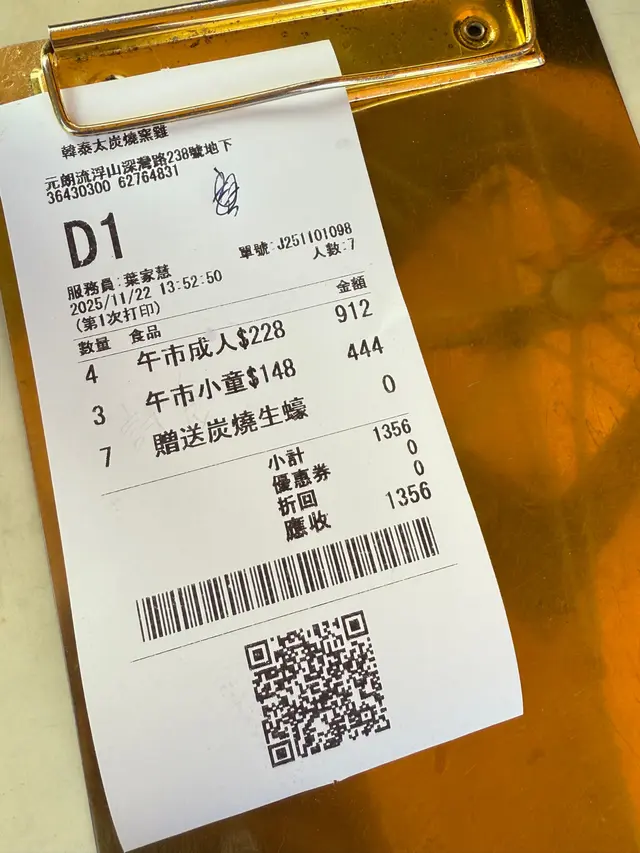 韓泰太炭燒窯雞
元朗流浮山深灣路238號地下
36430300 62764831
D1
單號:J251101098
服務員:葉家慧 人數:7
2025/11/22 13:52:50
(第1次打印)
數量 食品 金額
4 午市成人$228 912
3 午市小童$148 444
7 贈送炭燒生蠔 0
小計 1356
優惠券 0
折回 0
應收 1356